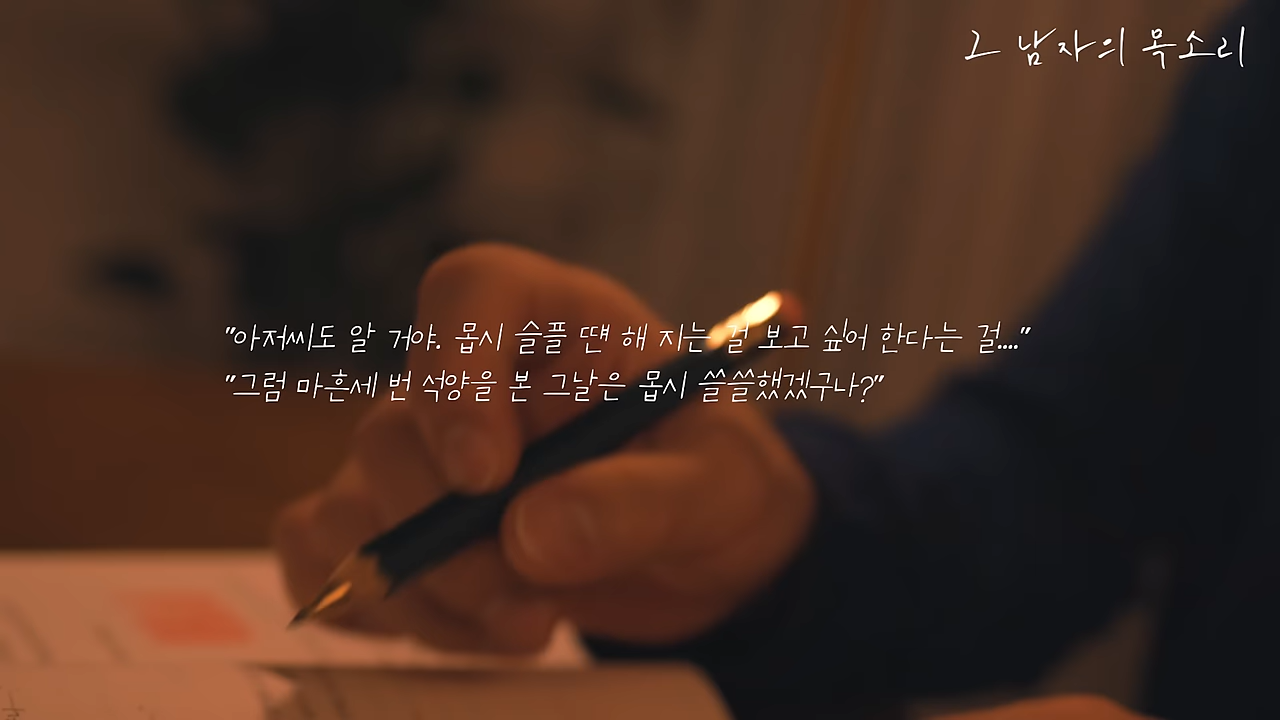 그 남자의 목소리
"아저씨도 알 거야. 몹시 슬플 땐 해 지는 걸 보고 싶어 한다는 걸...."
"그럼 마흔세 번 석양을 본 그날은 몹시 쓸쓸했겠구나?"